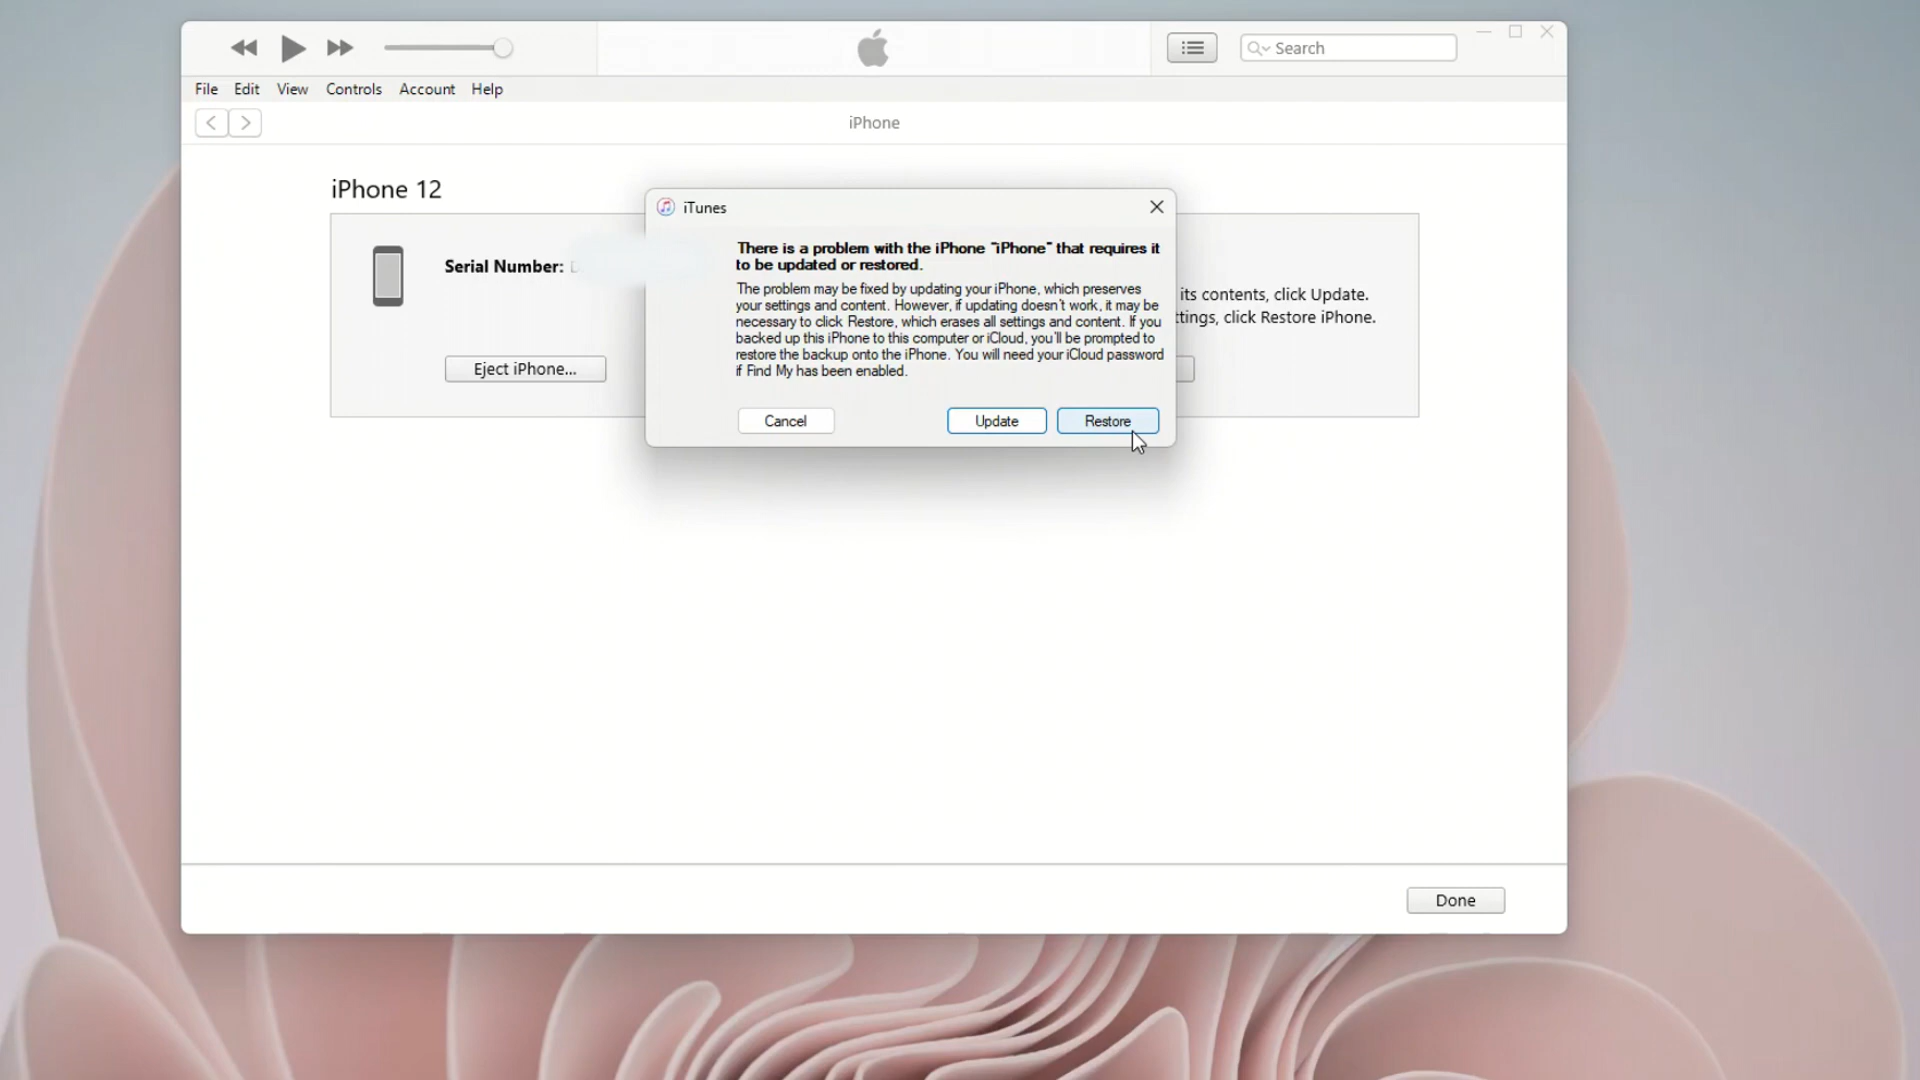 Search
File Edit View Controls Account Help
iPhone
iPhone 12
Serial Number:
Eject iPhone...
iTunes
There is a problem with the iPhone "iPhone" that requires it
to be updated or restored.
The problem may be fixed by updating your iPhone, which preserves
your settings and content. However, if updating doesn't work, it may be
necessary to click Restore, which erases all settings and content. If you
backed up this iPhone to this computer or iCloud, you'll be prompted to
restore the backup onto the iPhone. You will need your iCloud password
if Find My has been enabled.
Cancel Update Restore
its contents, click Update.
ttings, click Restore iPhone.
Done